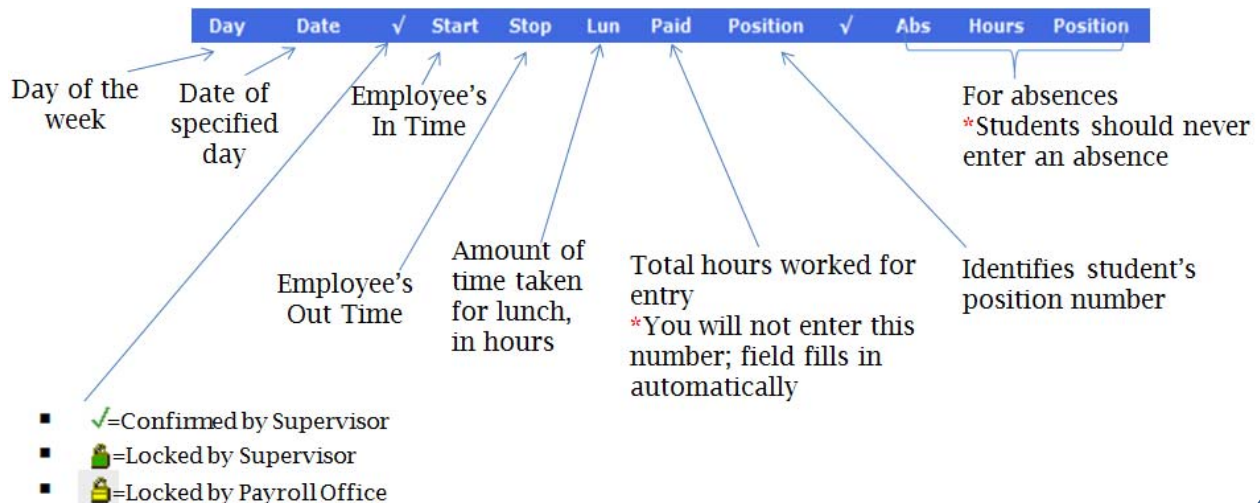 Day Date √ Start Stop Lun Paid Position √ Abs Hours Position
Day of the
week
Date of
specified
day
Employee's
In Time
For absences
*Students should never
enter an absence
Employee's
Out Time
Amount of
time taken
for lunch,
in hours
Total hours worked for
entry
*You will not enter this
number; field fills in
automatically
Identifies student's
position number
■ √=Confirmed by Supervisor
■ =Locked by Supervisor
■ =Locked by Payroll Office